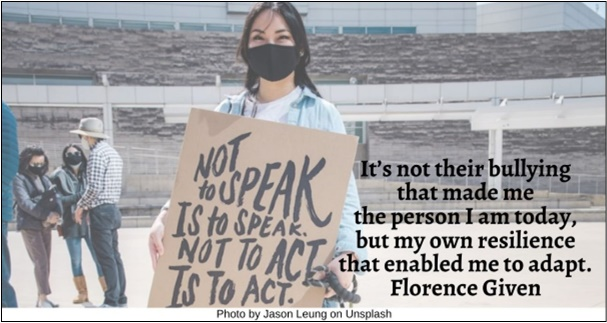 NOT
to SPEAK
IS to SPEAK.
NOT TO ACT
IS TO ACT.
It's not their bullying
that made me
the person I am today,
but my own resilience
that enabled me to adapt.
Florence Given
Photo by Jason Leung on Unsplash